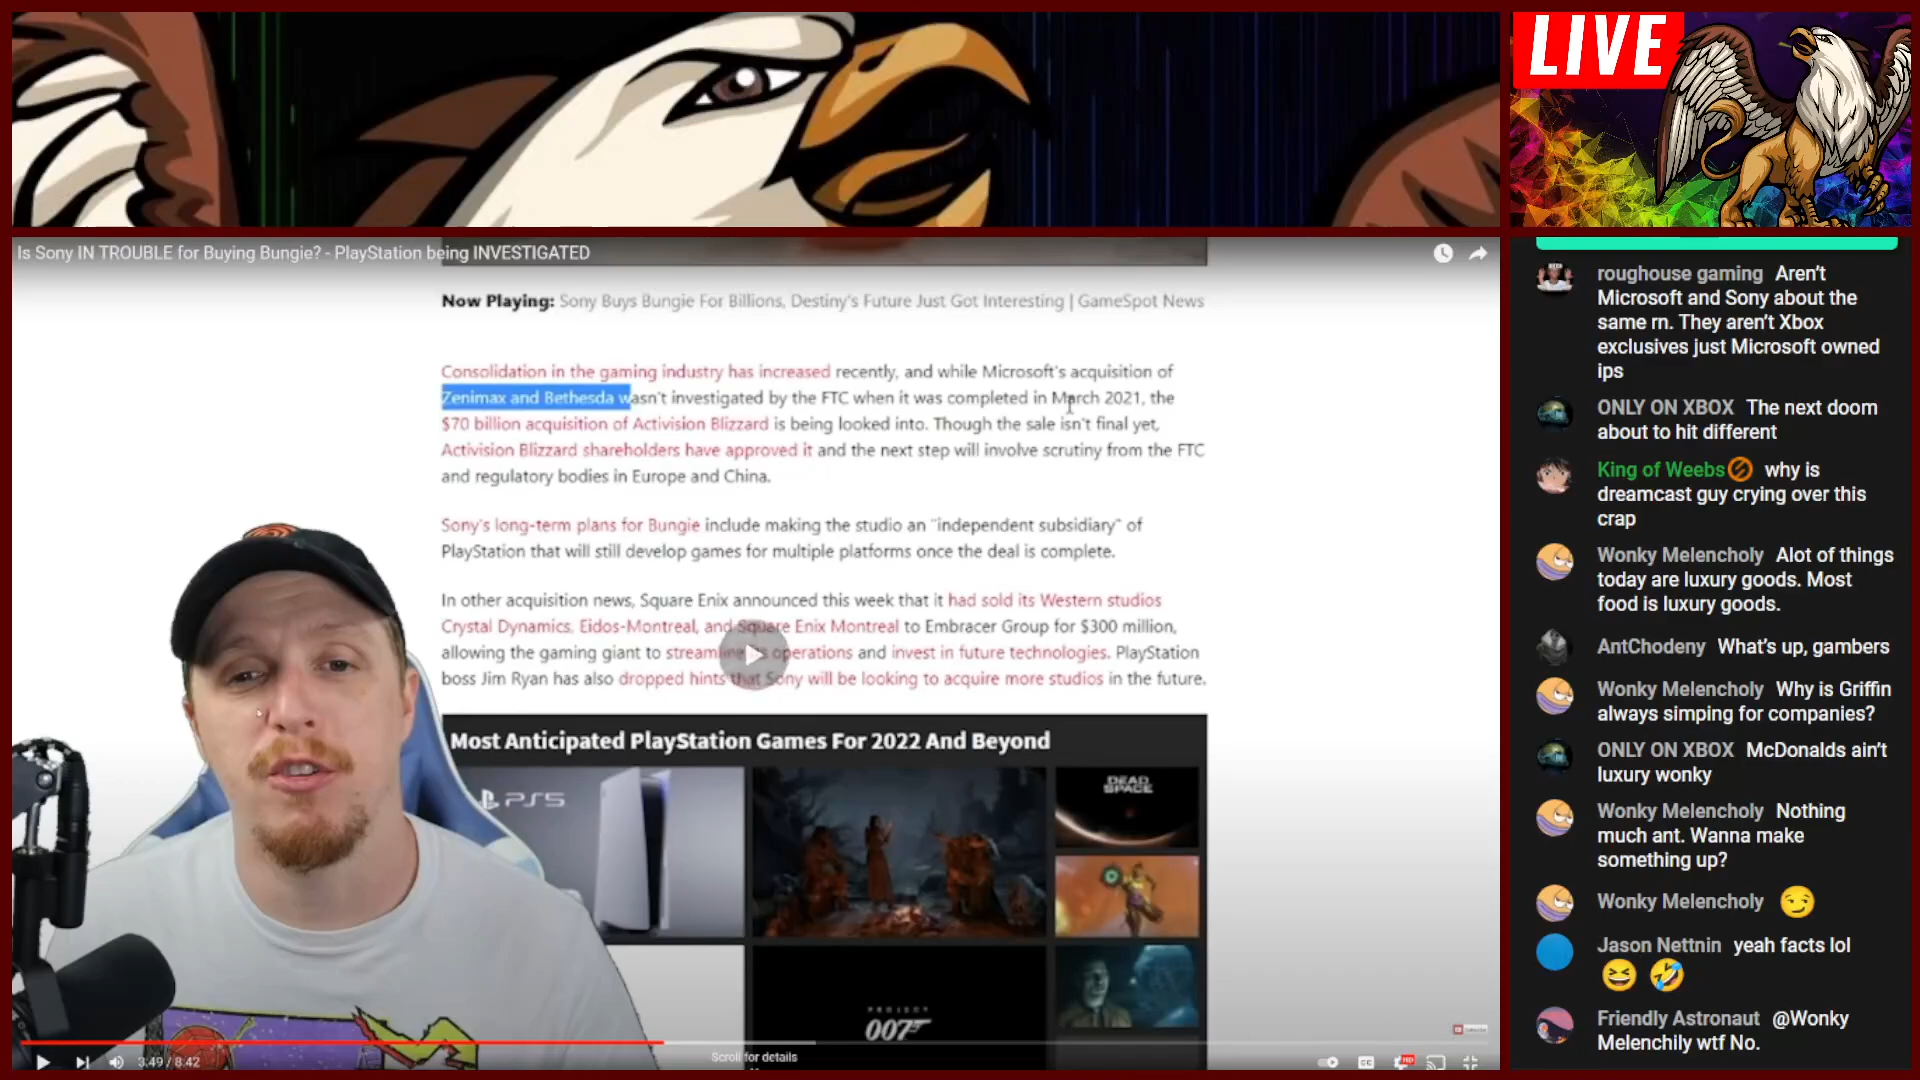 LIVE
Is Sony IN TROUBLE for Buying Bungie? - PlayStation being INVESTIGATED
Now Playing: Sony Buys Bungie For Billions, Destiny's Future Just Got Interesting | GameSpot News
Consolidation in the gaming industry has increased recently, and while Microsoft's acquisition of
Zenimax and Bethesda wasn't investigated by the FTC when it was completed in March 2021, the
$70 billion acquisition of Activision Blizzard is being looked into. Though the sale isn't final yet,
Activision Blizzard shareholders have approved it and the next step will involve scrutiny from the FTC
and regulatory bodies in Europe and China.
Sony's long-term plans for Bungie include making the studio an "independent subsidiary" of
PlayStation that will still develop games for multiple platforms once the deal is complete.
In other acquisition news, Square Enix announced this week that it had sold its Western studios
Crystal Dynamics, Eidos-Montreal, and Square Enix Montreal to Embracer Group for $300 million,
allowing the gaming giant to streamline its operations and invest in future technologies. PlayStation
boss Jim Ryan has also dropped hints that Sony will be looking to acquire more studios in the future.
Most Anticipated PlayStation Games For 2022 And Beyond
PS5
DEAD
SPACE
PROJECT
007
3:49 / 8:42
Scroll for details
CC
HD
roughouse gaming Aren't
Microsoft and Sony about the
same rn. They aren't Xbox
exclusives just Microsoft owned
ips
ONLY ON XBOX The next doom
about to hit different
King of Weebs why is
dreamcast guy crying over this
crap
Wonky Melencholy Alot of things
today are luxury goods. Most
food is luxury goods.
AntChodeny What's up, gambers
Wonky Melencholy Why is Griffin
always simping for companies?
ONLY ON XBOX McDonalds ain't
luxury wonky
Wonky Melencholy Nothing
much ant. Wanna make
something up?
Wonky Melencholy 😏
Jason Nettnin yeah facts lol
😆 🤣
Friendly Astronaut @Wonky
Melenchily wtf No.